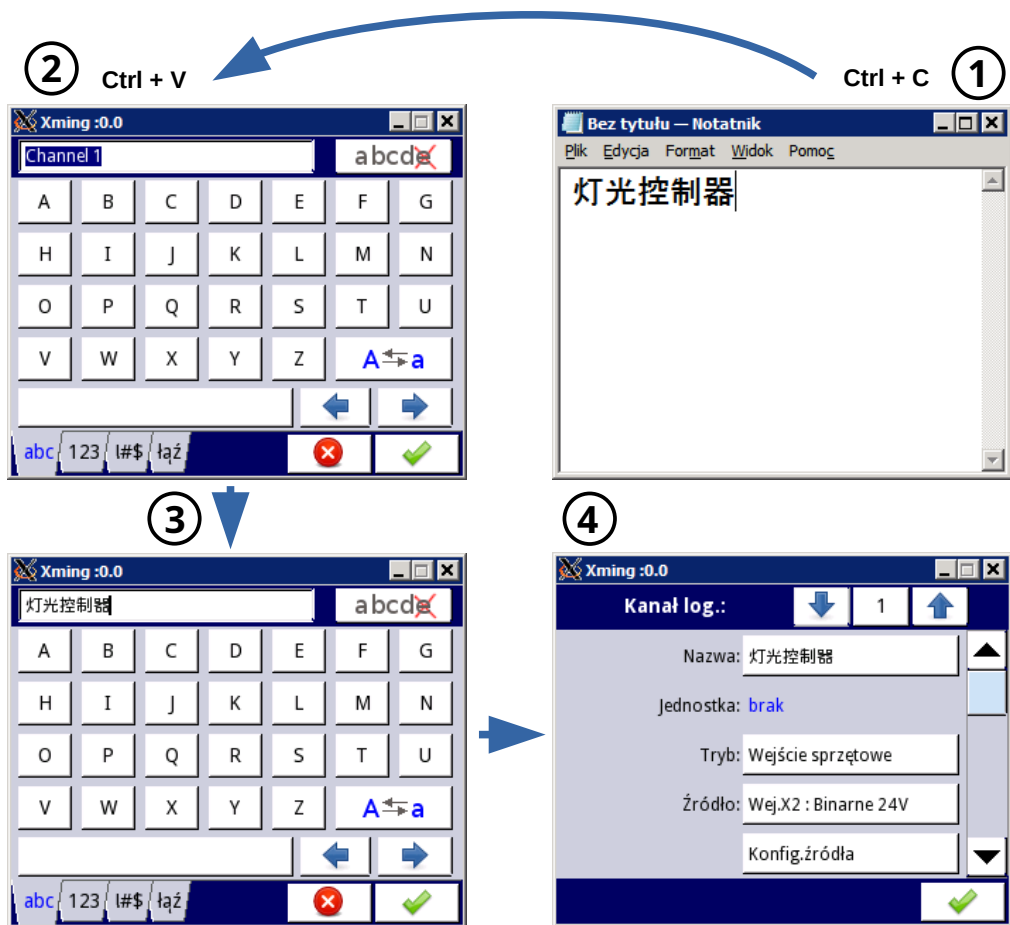 2 Ctrl + V
Ctrl + C 1
Xming :0.0
Channel 1 abcde
A B C D E F G
H I J K L M N
O P Q R S T U
V W X Y Z A a
abc 123 !#$ łąź
Bez tytułu — Notatnik
Plik Edycja Format Widok Pomoc
灯光控制器
3
Xming :0.0
灯光控制器 abcde
A B C D E F G
H I J K L M N
O P Q R S T U
V W X Y Z A a
abc 123 !#$ łąź
4
Xming :0.0
Kanał log.: 1
Nazwa: 灯光控制器
Jednostka: brak
Tryb: Wejście sprzętowe
Źródło: Wej.X2 : Binarne 24V
Konfig.źródła